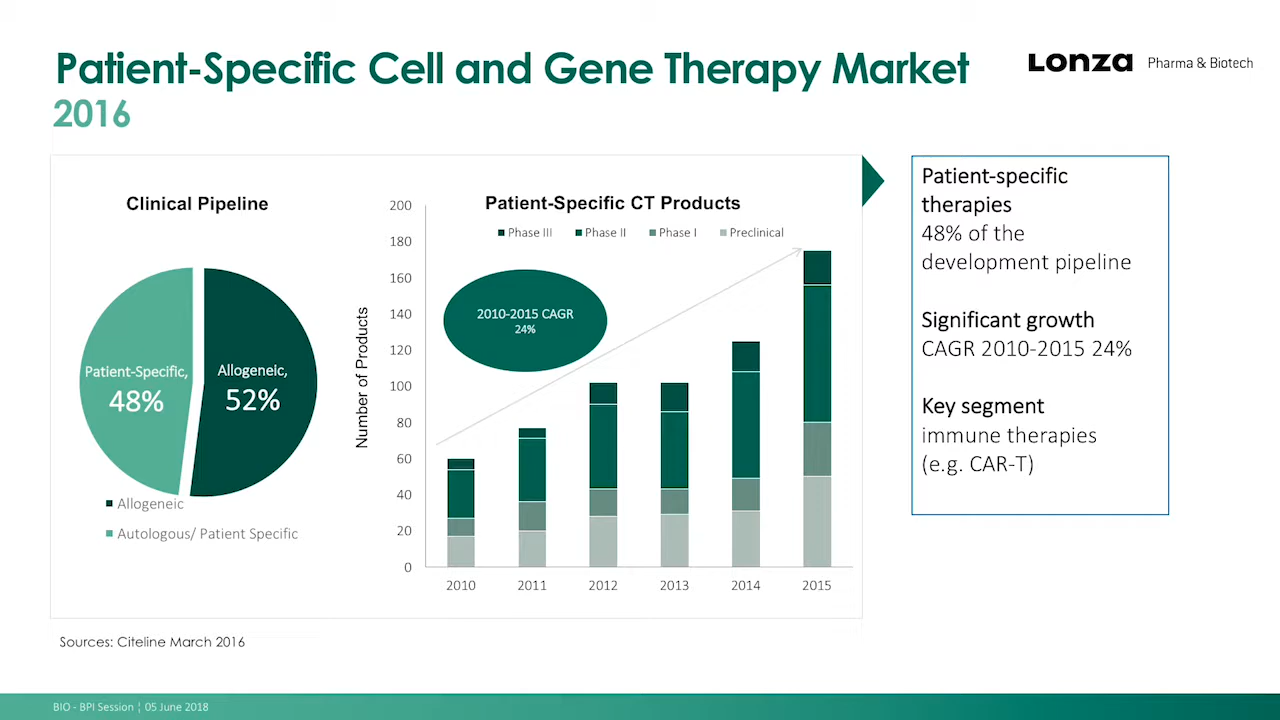 Patient-Specific Cell and Gene Therapy Market
2016
Lonza Pharma & Biotech
Clinical Pipeline
Patient-Specific,
48%
Allogeneic,
52%
Allogeneic
Autologous/ Patient Specific
Patient-Specific CT Products
Phase III Phase II Phase I Preclinical
Number of Products
200
180
160
140
120
100
80
60
40
20
0
2010-2015 CAGR
24%
2010 2011 2012 2013 2014 2015
Patient-specific
therapies
48% of the
development pipeline
Significant growth
CAGR 2010-2015 24%
Key segment
immune therapies
(e.g. CAR-T)
Sources: Citeline March 2016
BIO - BPI Session ¦ 05 June 2018